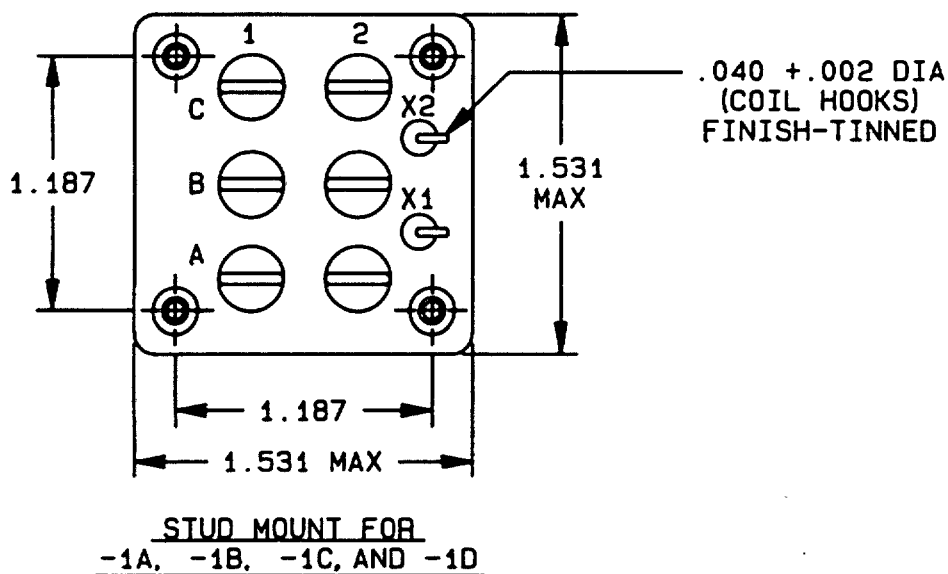 1 2
.040 +.002 DIA
(COIL HOOKS)
FINISH-TINNED
C X2
1.187
B
1.531
MAX
X1
A
1.187
1.531 MAX
STUD MOUNT FOR
-1A, -1B, -1C, AND -1D